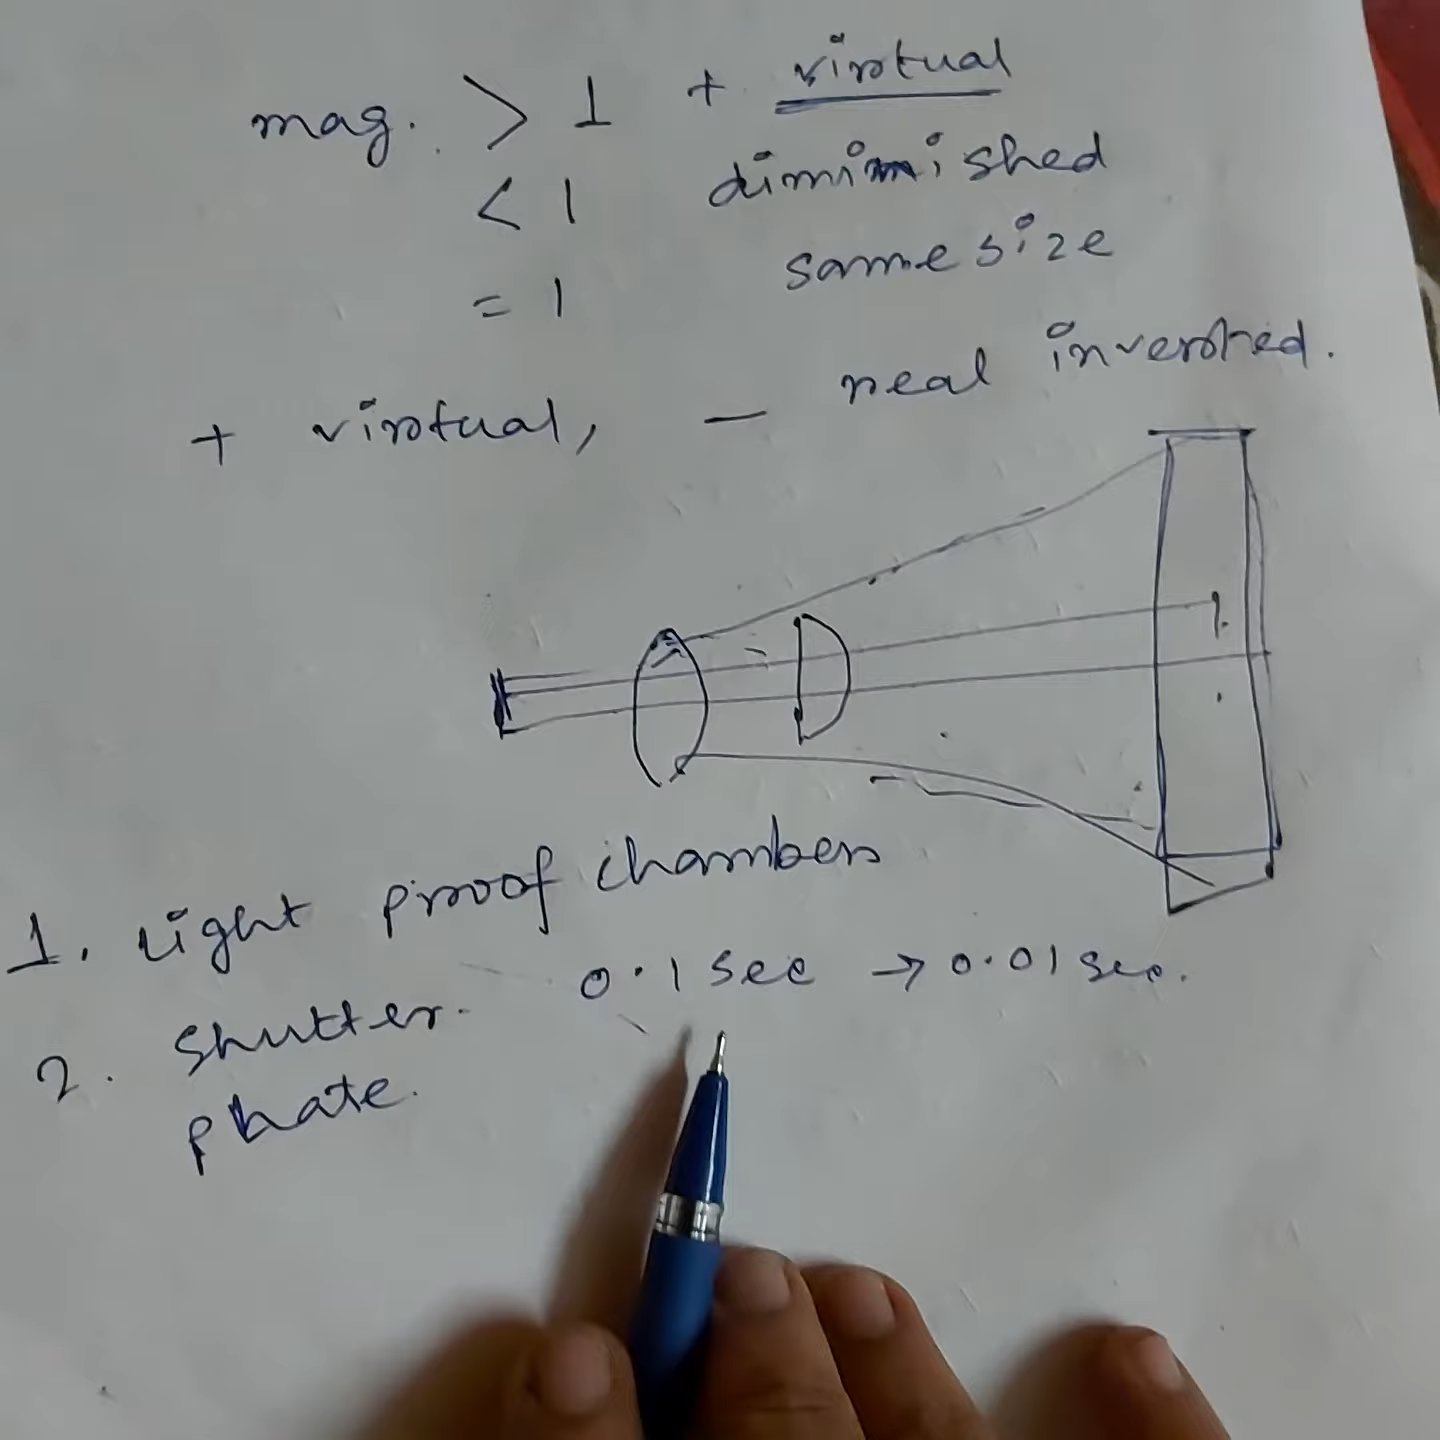 mag. > 1 + virtual
< 1 diminished
= 1 same size
+ virtual, - real inverted.
1. Light proof chambers
2. Shutter. 0.1 sec → 0.01 sec.
plate.